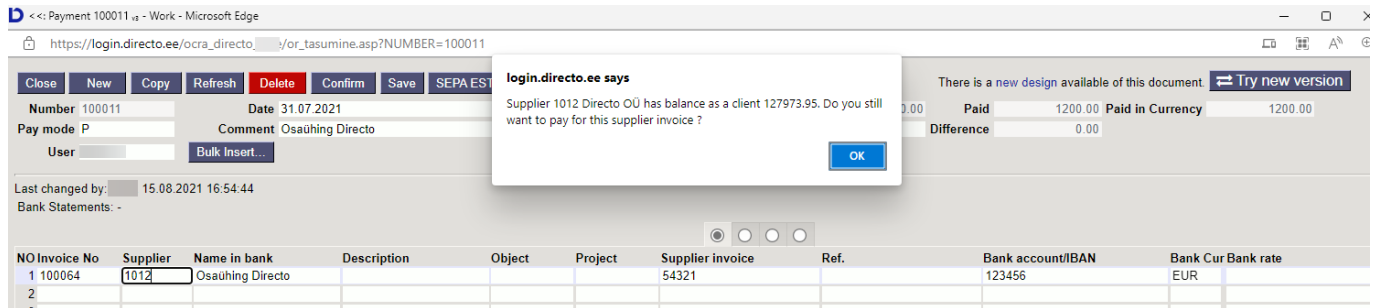 <<: Payment 100011 v3 - Work - Microsoft Edge
https://login.directo.ee/ocra_directo_ e/or_tasumine.asp?NUMBER=100011
Close New Copy Refresh Delete Confirm Save SEPA EST
There is a new design available of this document. Try new version
Number 100011 Date 31.07.2021 0.00 Paid 1200.00 Paid in Currency 1200.00
Pay mode P Comment Osaühing Directo Difference 0.00
User Bulk Insert...
login.directo.ee says
Supplier 1012 Directo OÜ has balance as a client 127973.95. Do you still
want to pay for this supplier invoice ?
OK
Last changed by: 15.08.2021 16:54:44
Bank Statements: -
NO Invoice No Supplier Name in bank Description Object Project Supplier invoice Ref. Bank account/IBAN Bank Cur Bank rate
1 100064 1012 Osaühing Directo 54321 123456 EUR
2